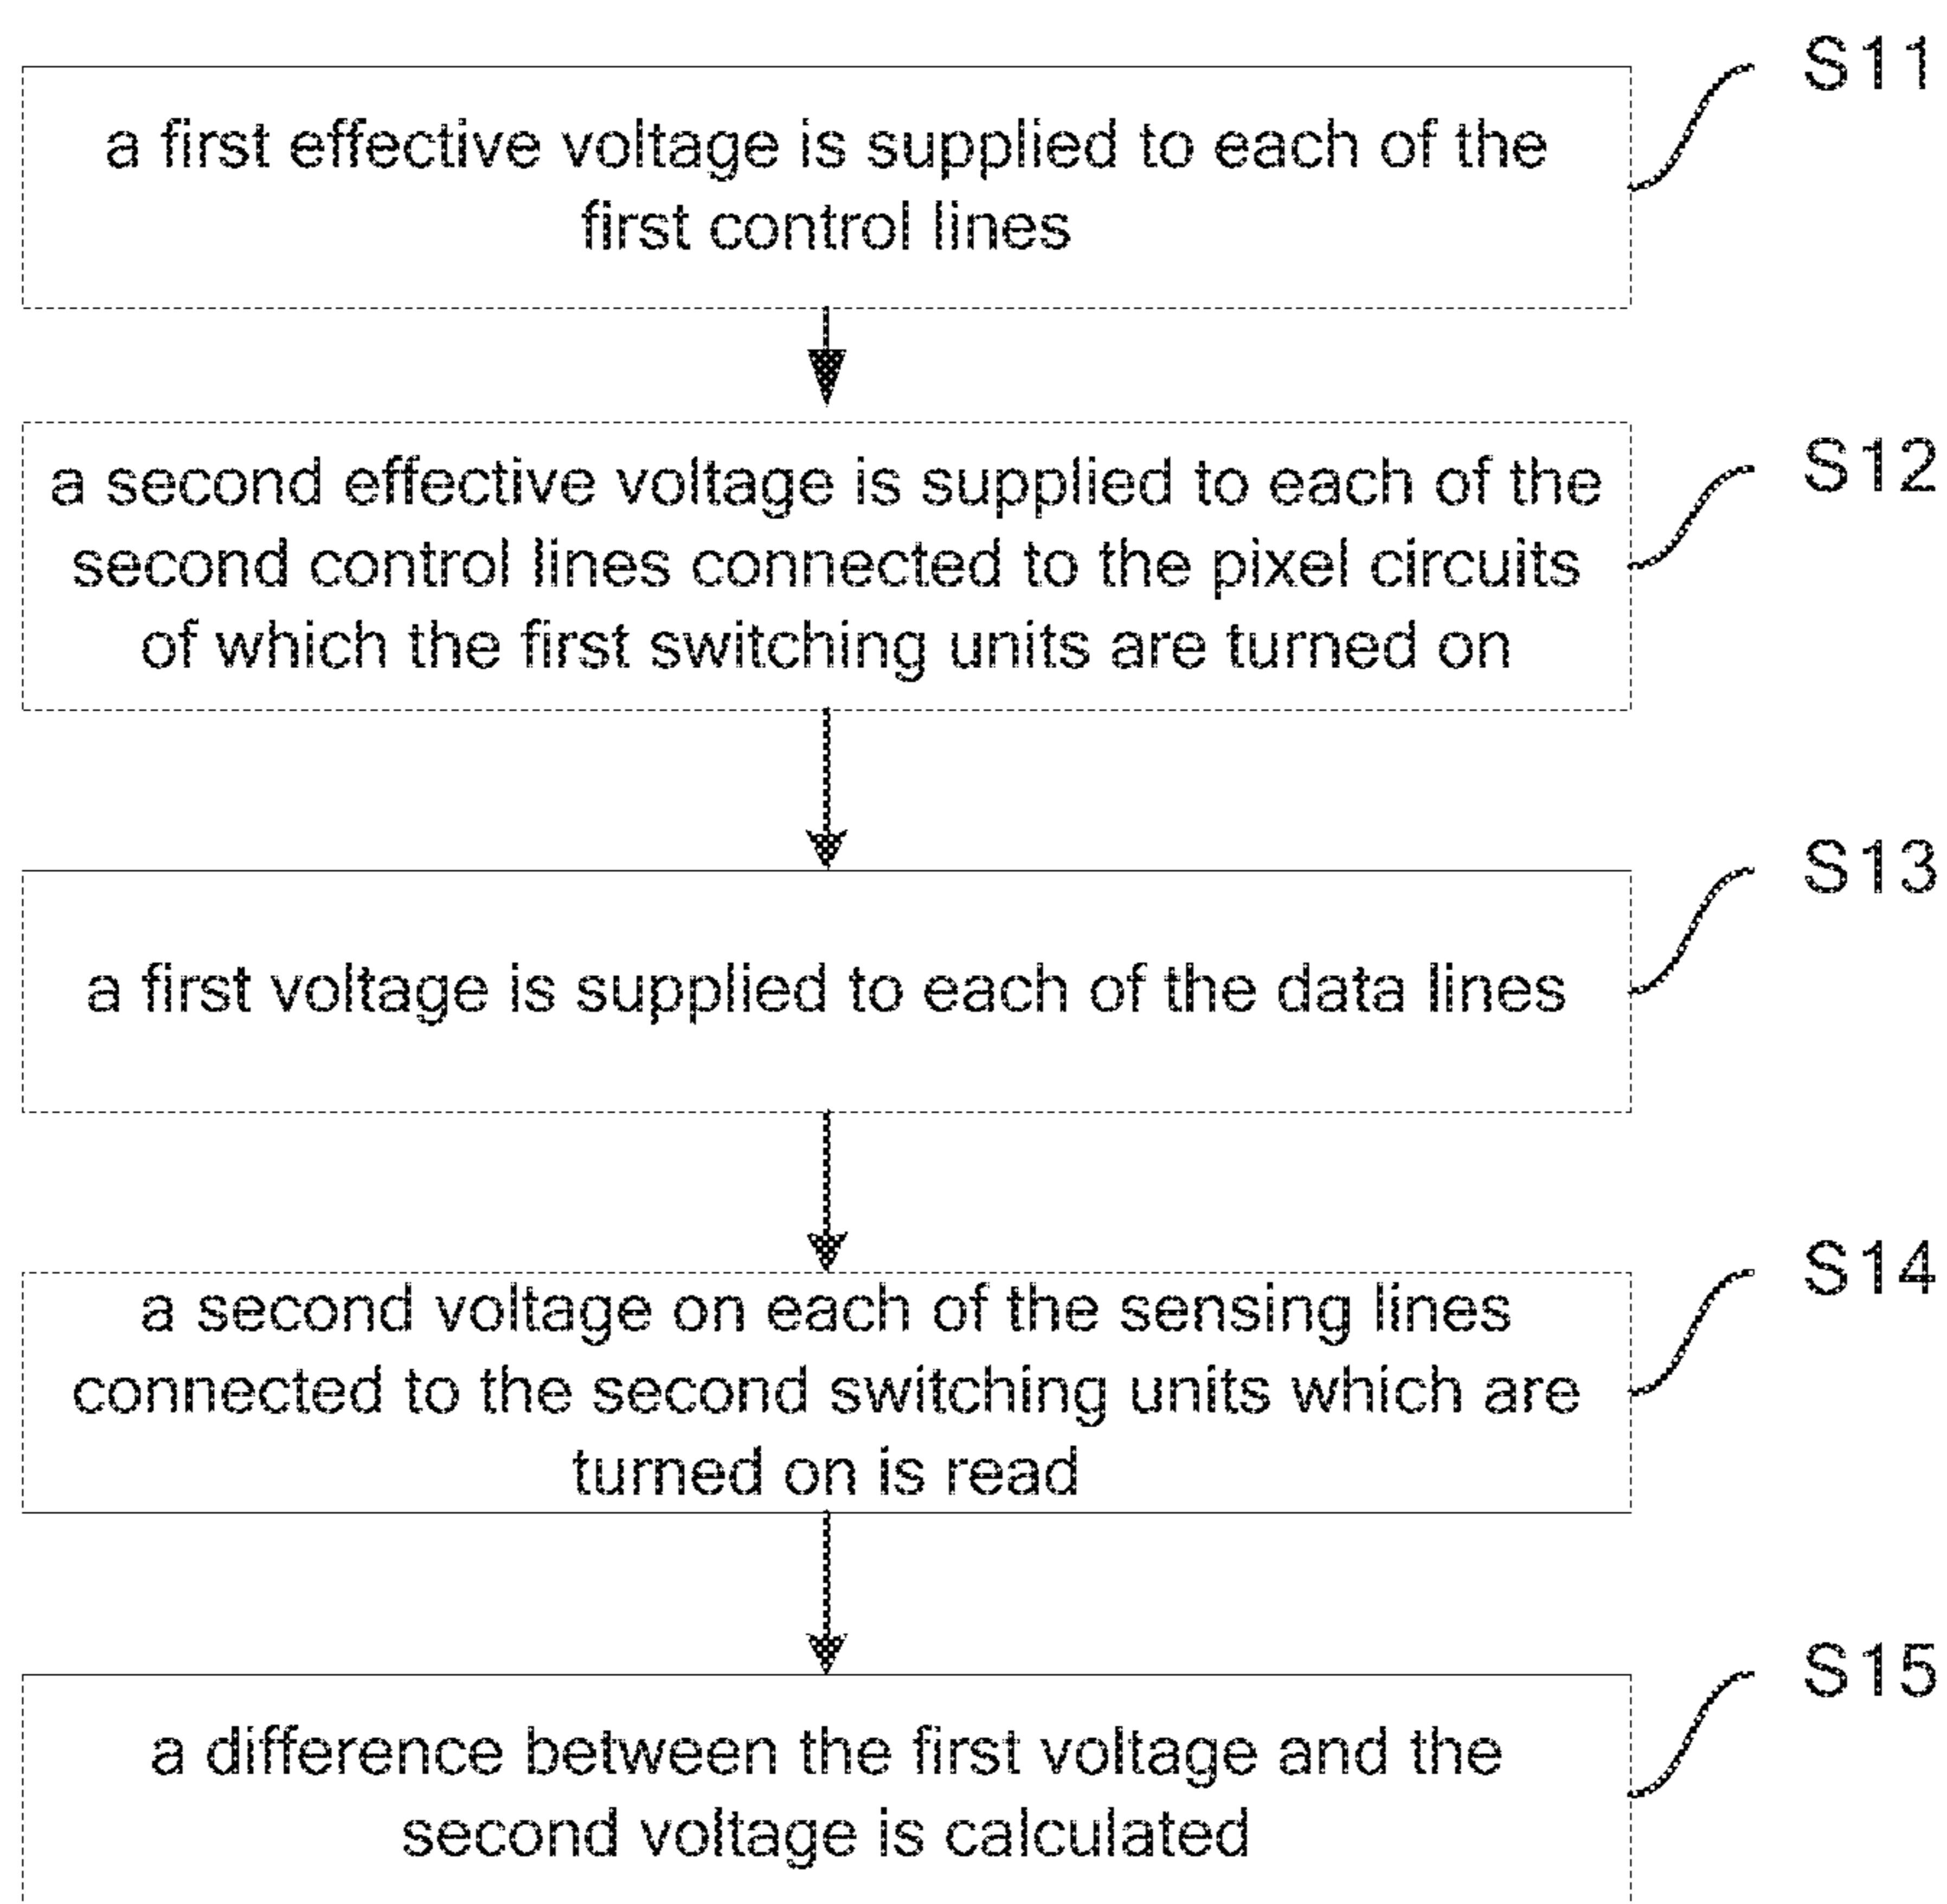 S11
a first effective voltage is supplied to each of the
first control lines
S12
a second effective voltage is supplied to each of the
second control lines connected to the pixel circuits
of which the first switching units are turned on
S13
a first voltage is supplied to each of the data lines
S14
a second voltage on each of the sensing lines
connected to the second switching units which are
turned on is read
S15
a difference between the first voltage and the
second voltage is calculated